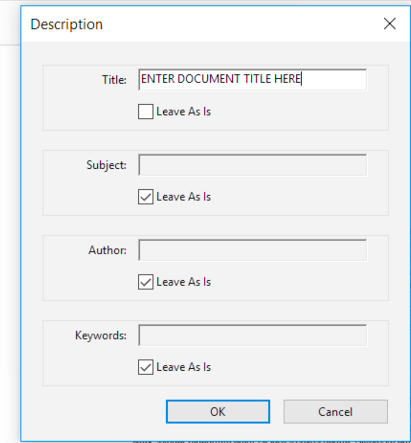 Description
Title: ENTER DOCUMENT TITLE HERE
Leave As Is
Subject:
Leave As Is
Author:
Leave As Is
Keywords:
Leave As Is
OK Cancel